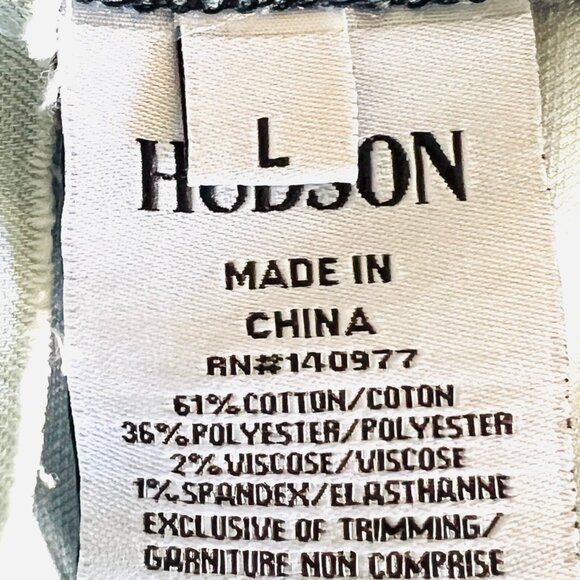 L
HUDSON
MADE IN
CHINA
RN#140977
61% COTTON/COTON
36% POLYESTER/POLYESTER
2% VISCOSE/VISCOSE
1% SPANDEX/ELASTHANNE
EXCLUSIVE OF TRIMMING/
GARNITURE NON COMPRISE